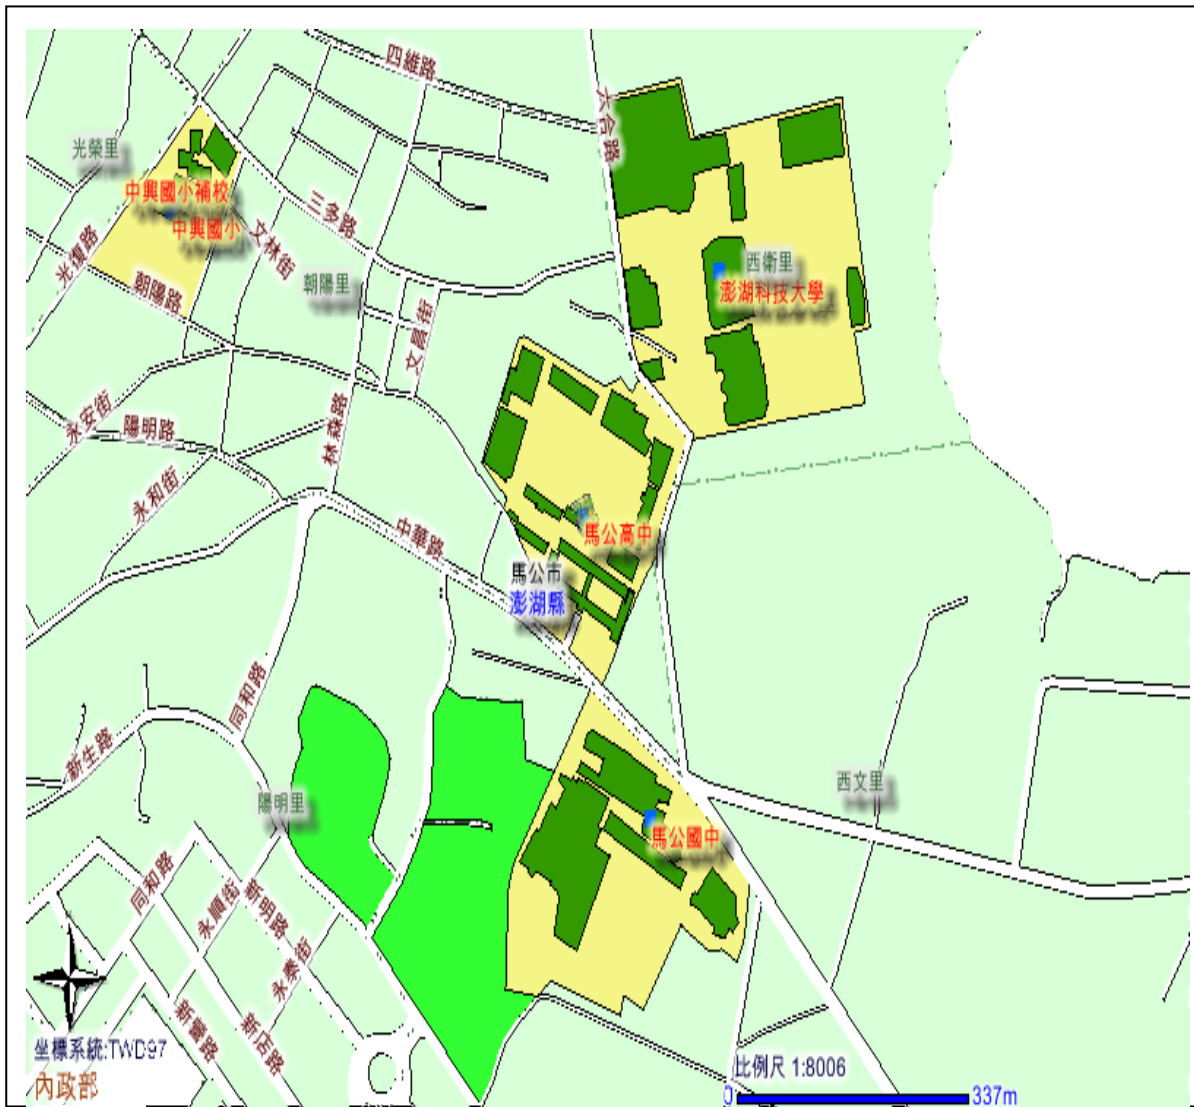 四維路
六合路
光榮里
中興國小補校
中興國小
三多路
文林街
光復路
朝陽里
朝陽路
西衛里
澎湖科技大學
文昌街
永安街
陽明路
林森路
永和街
中華路
馬公高中
馬公市
澎湖縣
同和路
新生路
陽明里
西文里
馬公國中
同和路
永順街
新明路
永泰街
新店路
坐標系統:TWD97
內政部
比例尺 1:8006
0
337m